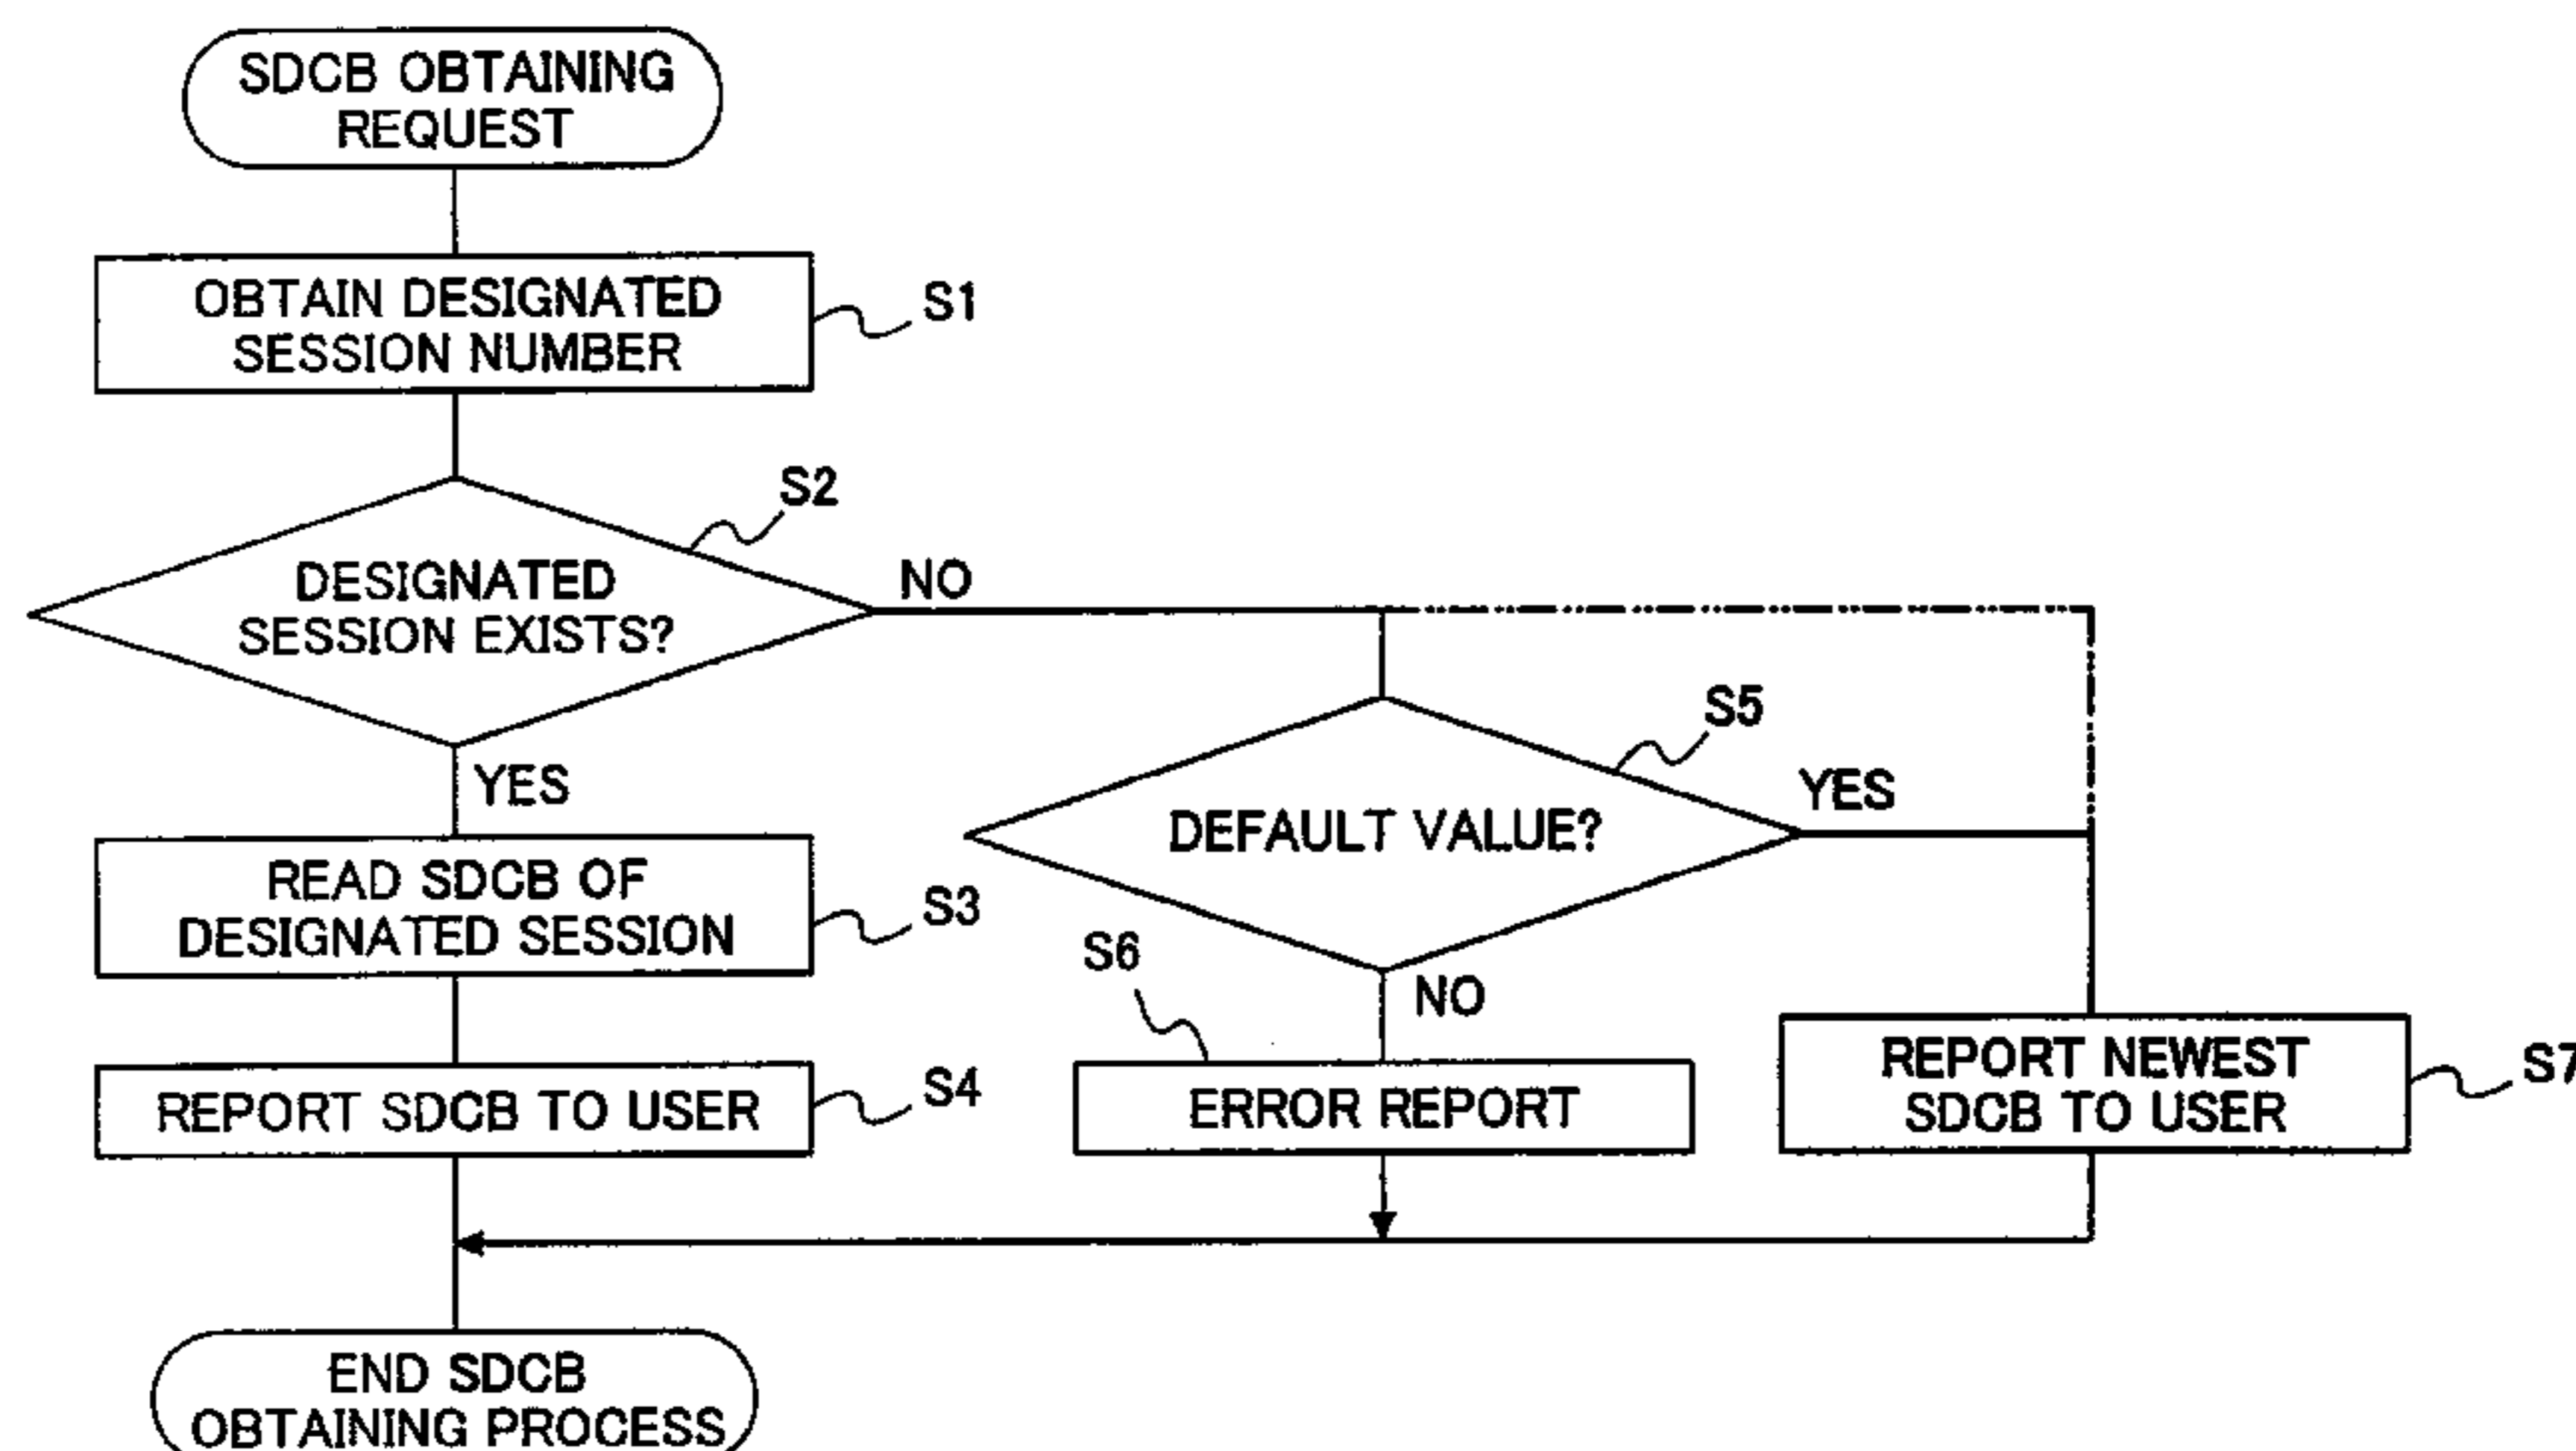 SDCB OBTAINING
REQUEST
OBTAIN DESIGNATED
SESSION NUMBER
S1
S2
DESIGNATED
SESSION EXISTS?
NO
YES
S5
DEFAULT VALUE?
YES
NO
READ SDCB OF
DESIGNATED SESSION
S3
REPORT SDCB TO USER
S4
S6
ERROR REPORT
REPORT NEWEST
SDCB TO USER
S7
END SDCB
OBTAINING PROCESS